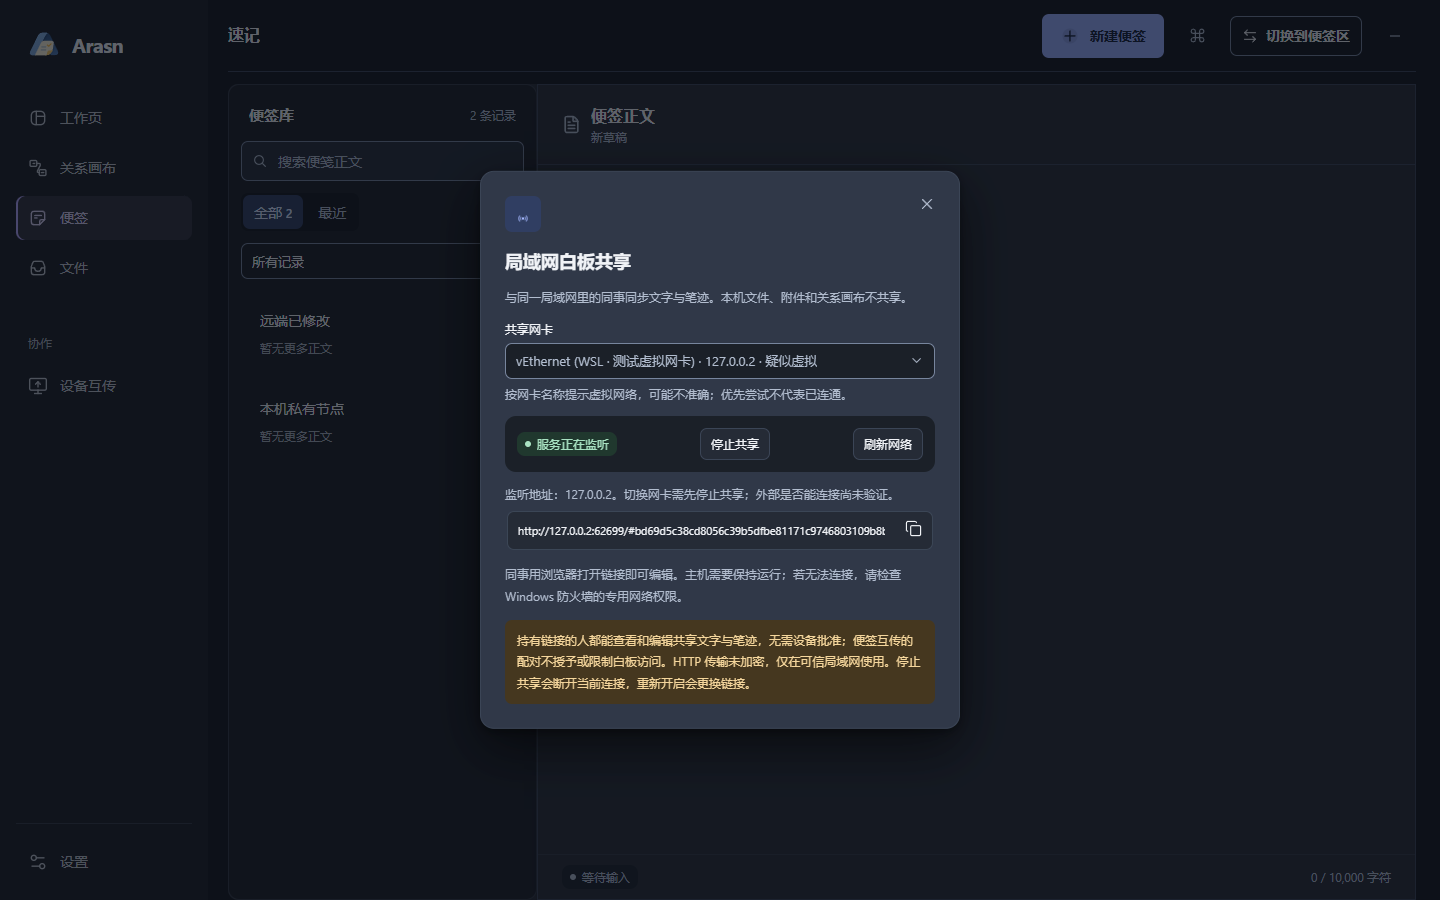 Arasn
工作页
关系画布
便签
文件
协作
设备互传
设置
速记
新建便签
切换到便签区
便签库
2 条记录
搜索便笺正文
全部 2
最近
所有记录
远端已修改
暂无更多正文
本机私有节点
暂无更多正文
便签正文
新草稿
局域网白板共享
与同一局域网里的同事同步文字与笔迹。本机文件、附件和关系画布不共享。
共享网卡
vEthernet (WSL · 测试虚拟网卡) · 127.0.0.2 · 疑似虚拟
按网卡名称提示虚拟网络，可能不准确；优先尝试不代表已连通。
服务正在监听
停止共享
刷新网络
监听地址：127.0.0.2。切换网卡需先停止共享；外部是否能连接尚未验证。
http://127.0.0.2:62699/#bd69d5c38cd8056c39b5dfbe81171c9746803109b8b
同事用浏览器打开链接即可编辑。主机需要保持运行；若无法连接，请检查
Windows 防火墙的专用网络权限。
持有链接的人都能查看和编辑共享文字与笔迹，无需设备批准；便签互传的
配对不授予或限制白板访问。HTTP 传输未加密，仅在可信局域网使用。停止
共享会断开当前连接，重新开启会更换链接。
等待输入
0 / 10,000 字符